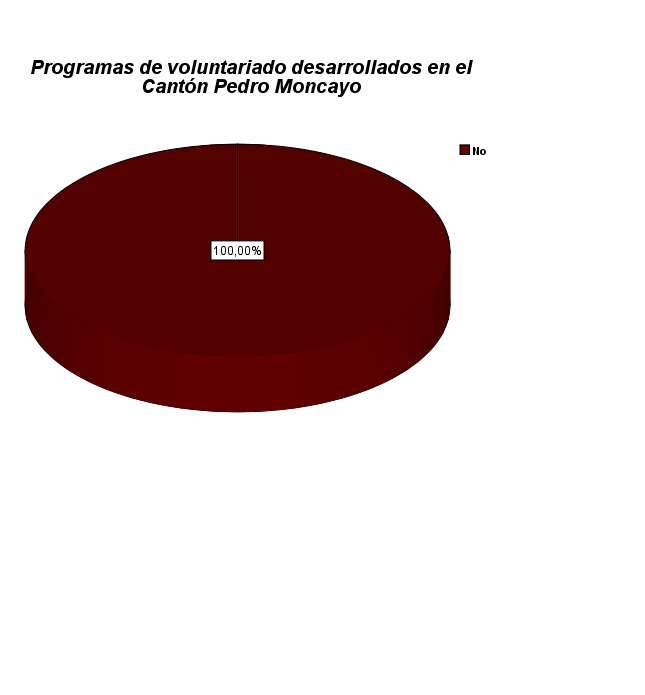 Programas de voluntariado desarrollados en el
Cantón Pedro Moncayo
No
100,00%